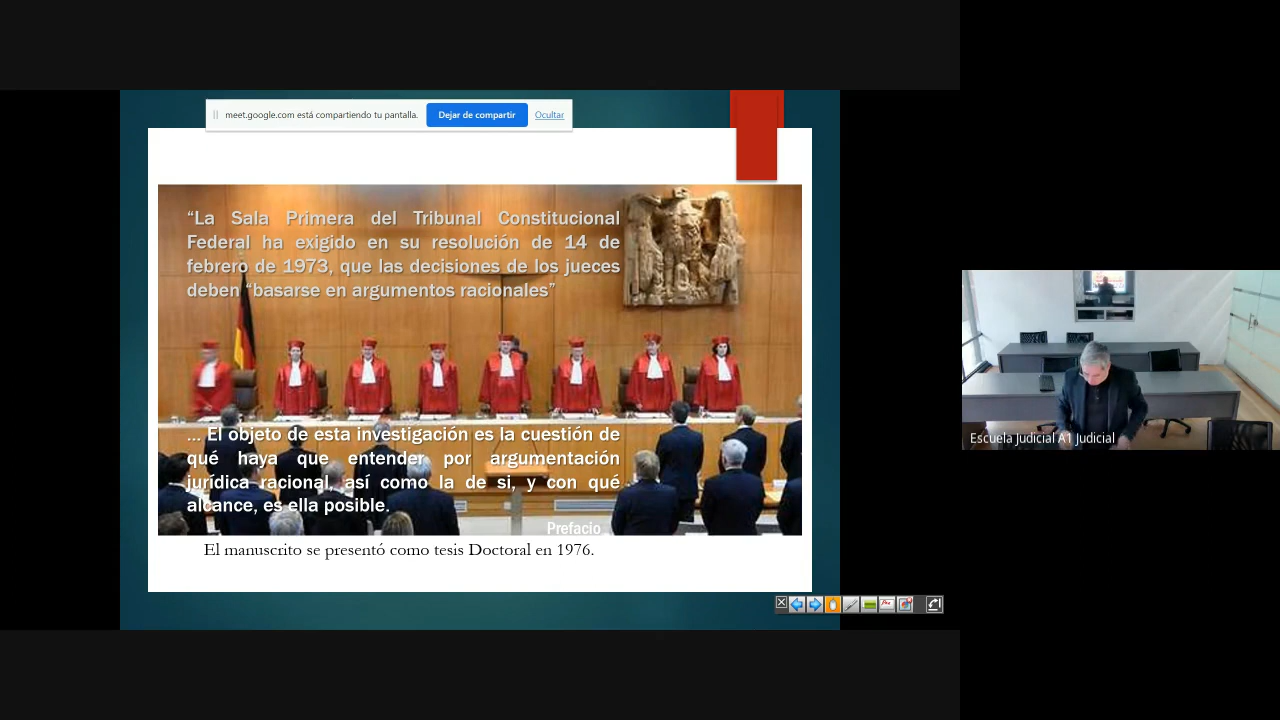 meet.google.com está compartiendo tu pantalla.
Dejar de compartir
Ocultar
“La Sala Primera del Tribunal Constitucional
Federal ha exigido en su resolución de 14 de
febrero de 1973, que las decisiones de los jueces
deben “basarse en argumentos racionales”
... El objeto de esta investigación es la cuestión de
qué haya que entender por argumentación
jurídica racional, así como la de si, y con qué
alcance, es ella posible.
Prefacio
El manuscrito se presentó como tesis Doctoral en 1976.
Escuela Judicial A1 Judicial